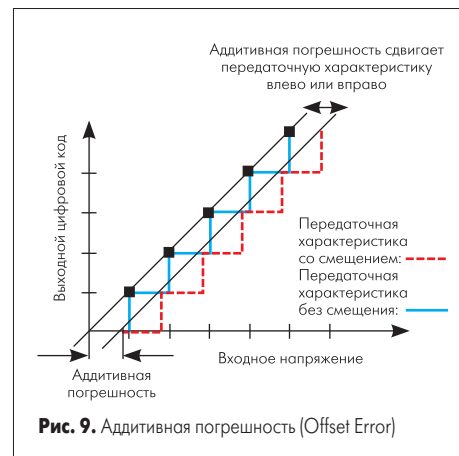 Аддитивная погрешность сдвигает
передаточную характеристику
влево или вправо
Выходной цифровой код
Передаточная
характеристика
со смещением:
Передаточная
характеристика
без смещения:
Входное напряжение
Аддитивная
погрешность
Рис. 9. Аддитивная погрешность (Offset Error)